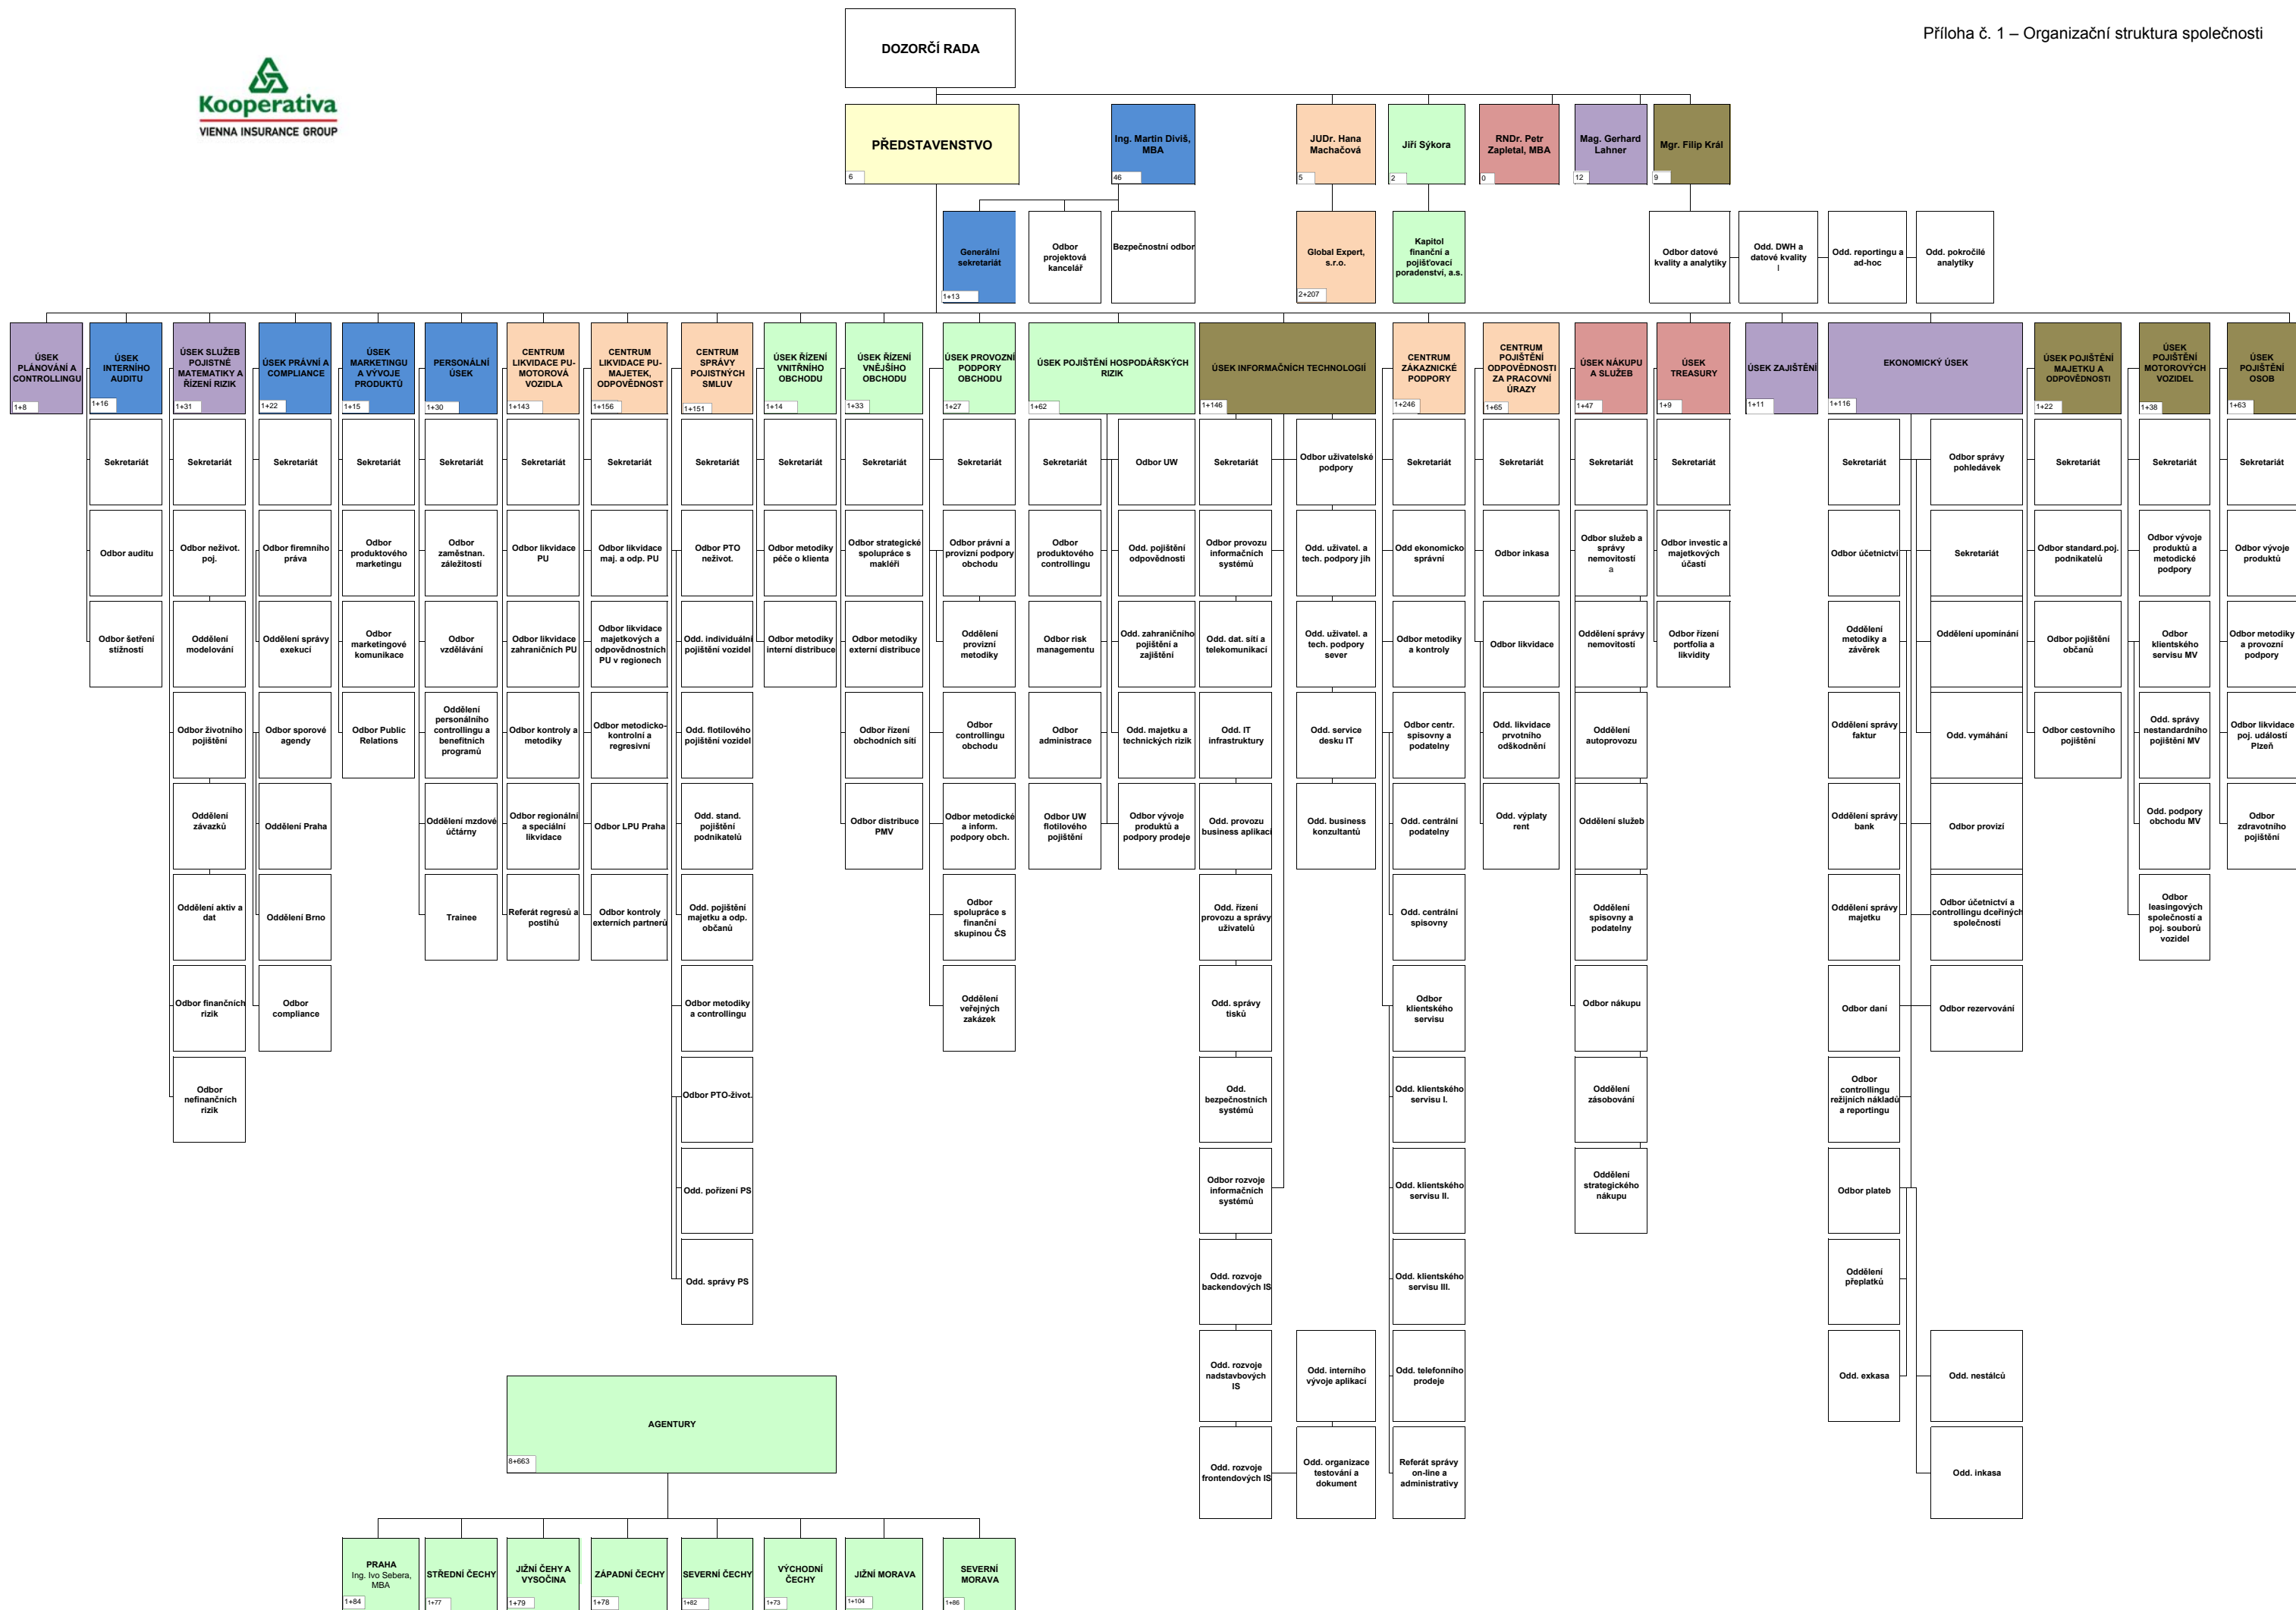 Příloha č. 1 – Organizační struktura společnosti
Kooperativa
VIENNA INSURANCE GROUP
DOZORČÍ RADA
PŘEDSTAVENSTVO
6
Ing. Martin Diviš,
MBA
46
JUDr. Hana
Machačová
5
Jiří Sýkora
2
RNDr. Petr
Zapletal, MBA
0
Mag. Gerhard
Lahner
12
Mgr. Filip Král
9
Generální
sekretariát
1+13
Odbor
projektová
kancelář
Bezpečnostní odbor
Global Expert,
s.r.o.
2+207
Kapitol
finanční a
pojišťovací
poradenství, a.s.
Odbor datové
kvality a analytiky
Odd. DWH a
datové kvality
l
Odd. reportingu a
ad-hoc
Odd. pokročilé
analytiky
ÚSEK
PLÁNOVÁNÍ A
CONTROLLINGU
1+8
ÚSEK
INTERNÍHO
AUDITU
1+16
ÚSEK SLUŽEB
POJISTNÉ
MATEMATIKY A
ŘÍZENÍ RIZIK
1+31
ÚSEK PRÁVNÍ A
COMPLIANCE
1+22
ÚSEK
MARKETINGU
A VÝVOJE
PRODUKTŮ
1+15
PERSONÁLNÍ
ÚSEK
1+30
CENTRUM
LIKVIDACE PU-
MOTOROVÁ
VOZIDLA
1+143
CENTRUM
LIKVIDACE PU-
MAJETEK,
ODPOVĚDNOST
1+156
CENTRUM
SPRÁVY
POJISTNÝCH
SMLUV
1+151
ÚSEK ŘÍZENÍ
VNITŘNÍHO
OBCHODU
1+14
ÚSEK ŘÍZENÍ
VNĚJŠÍHO
OBCHODU
1+33
ÚSEK PROVOZNÍ
PODPORY
OBCHODU
1+27
ÚSEK POJIŠTĚNÍ HOSPODÁŘSKÝCH
RIZIK
1+62
ÚSEK INFORMAČNÍCH TECHNOLOGIÍ
1+146
CENTRUM
ZÁKAZNICKÉ
PODPORY
1+246
CENTRUM
POJIŠTĚNÍ
ODPOVĚDNOSTI
ZA PRACOVNÍ
ÚRAZY
1+65
ÚSEK NÁKUPU
A SLUŽEB
1+47
ÚSEK
TREASURY
1+9
ÚSEK ZAJIŠTĚNÍ
1+11
EKONOMICKÝ ÚSEK
1+116
ÚSEK POJIŠTĚNÍ
MAJETKU A
ODPOVĚDNOSTI
1+22
ÚSEK
POJIŠTĚNÍ
MOTOROVÝCH
VOZIDEL
1+38
ÚSEK
POJIŠTĚNÍ
OSOB
1+63
Sekretariát
Sekretariát
Sekretariát
Sekretariát
Sekretariát
Sekretariát
Sekretariát
Sekretariát
Sekretariát
Sekretariát
Sekretariát
Sekretariát
Odbor UW
Sekretariát
Odbor uživatelské
podpory
Sekretariát
Sekretariát
Sekretariát
Sekretariát
Sekretariát
Odbor správy
pohledávek
Sekretariát
Sekretariát
Sekretariát
Odbor auditu
Odbor neživot.
poj.
Odbor firemního
práva
Odbor
produktového
marketingu
Odbor
zaměstnan.
záležitostí
Odbor likvidace
PU
Odbor likvidace
maj. a odp. PU
Odbor PTO
neživot.
Odbor metodiky
péče o klienta
Odbor strategické
spolupráce s
makléři
Odbor právní a
provizní podpory
obchodu
Odbor
produktového
controllingu
Odd. pojištění
odpovědnosti
Odbor provozu
informačních
systémů
Odd. uživatel. a
tech. podpory jih
Odd ekonomicko
správní
Odbor inkasa
Odbor služeb a
správy
nemovitostí
a
Odbor investic a
majetkových
účastí
Odbor účetnictví
Sekretariát
Odbor standard.poj.
podnikatelů
Odbor vývoje
produktů a
metodické
podpory
Odbor vývoje
produktů
Odbor šetření
stížností
Oddělení
modelování
Oddělení správy
exekucí
Odbor
marketingové
komunikace
Odbor
vzdělávání
Odbor likvidace
zahraničních PU
Odbor likvidace
majetkových a
odpovědnostních
PU v regionech
Odd. individuální
pojištění vozidel
Odbor metodiky
interní distribuce
Odbor metodiky
externí distribuce
Oddělení
provizní
metodiky
Odbor risk
managementu
Odd. zahraničního
pojištění a
zajištění
Odd. dat. sítí a
telekomunikací
Odd. uživatel. a
tech. podpory
sever
Odbor metodiky
a kontroly
Odbor likvidace
Oddělení správy
nemovitostí
Odbor řízení
portfolia a
likvidity
Oddělení
metodiky a
závěrek
Oddělení upomínání
Odbor pojištění
občanů
Odbor
klientského
servisu MV
Odbor metodiky
a provozní
podpory
Odbor životního
pojištění
Odbor sporové
agendy
Odbor Public
Relations
Oddělení
personálního
controllingu a
benefitních
programů
Odbor kontroly a
metodiky
Odbor metodicko-
kontrolní a
regresivní
Odd. flotilového
pojištění vozidel
Odbor řízení
obchodních sítí
Odbor
controllingu
obchodu
Odbor
administrace
Odd. majetku a
technických rizik
Odd. IT
infrastruktury
Odd. service
desku IT
Odbor centr.
spisovny a
podatelny
Odd. likvidace
prvotního
odškodnění
Oddělení
autoprovozu
Oddělení správy
faktur
Odd. vymáhání
Odbor cestovního
pojištění
Odd. správy
nestandardního
pojištění MV
Odbor likvidace
poj. událostí
Plzeň
Oddělení
závazků
Oddělení Praha
Oddělení mzdové
účtárny
Odbor regionální
a speciální
likvidace
Odbor LPU Praha
Odd. stand.
pojištění
podnikatelů
Odbor distribuce
PMV
Odbor metodické
a inform.
podpory obch.
Odbor UW
flotilového
pojištění
Odbor vývoje
produktů a
podpory prodeje
Odd. provozu
business aplikací
Odd. business
konzultantů
Odd. centrální
podatelny
Odd. výplaty
rent
Oddělení služeb
Oddělení správy
bank
Odbor provizí
Odd. podpory
obchodu MV
Odbor
zdravotního
pojištění
Oddělení aktiv a
dat
Oddělení Brno
Trainee
Referát regresů a
postihů
Odbor kontroly
externích partnerů
Odd. pojištění
majetku a odp.
občanů
Odbor
spolupráce s
finanční
skupinou ČS
Odd. řízení
provozu a správy
uživatelů
Odd. centrální
spisovny
Oddělení
spisovny a
podatelny
Oddělení správy
majetku
Odbor účetnictví a
controllingu dceřiných
společností
Odbor
leasingových
společností a
poj. souborů
vozidel
Odbor finančních
rizik
Odbor
compliance
Odbor metodiky
a controllingu
Oddělení
veřejných
zakázek
Odd. správy
tisků
Odbor
klientského
servisu
Odbor nákupu
Odbor daní
Odbor rezervování
Odbor
nefinančních
rizik
Odbor PTO-život.
Odd.
bezpečnostních
systémů
Odd. klientského
servisu I.
Oddělení
zásobování
Odbor
controllingu
režijních nákladů
a reportingu
Odd. pořízení PS
Odbor rozvoje
informačních
systémů
Odd. klientského
servisu II.
Oddělení
strategického
nákupu
Odbor plateb
Odd. správy PS
Odd. rozvoje
backendových IS
Odd. klientského
servisu III.
Oddělení
přeplatků
Odd. rozvoje
nadstavbových
IS
Odd. interního
vývoje aplikací
Odd. telefonního
prodeje
Odd. exkasa
Odd. nestálců
AGENTURY
8+663
Odd. rozvoje
frontendových IS
Odd. organizace
testování a
dokument
Referát správy
on-line a
administrativy
Odd. inkasa
PRAHA
Ing. Ivo Sebera,
MBA
1+84
STŘEDNÍ ČECHY
1+77
JIŽNÍ ČEHY A
VYSOČINA
1+79
ZÁPADNÍ ČECHY
1+78
SEVERNÍ ČECHY
1+82
VÝCHODNÍ
ČECHY
1+73
JIŽNÍ MORAVA
1+104
SEVERNÍ
MORAVA
1+86